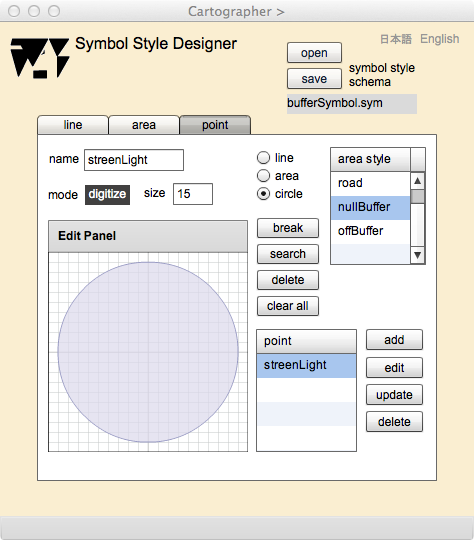 Cartographer >
日本語 English
Symbol Style Designer
open
save
symbol style
schema
bufferSymbol.sym
line area point
name streenLight
mode digitize size 15
line
area
circle
area style
road
nullBuffer
offBuffer
Edit Panel
break
search
delete
clear all
point
streenLight
add
edit
update
delete